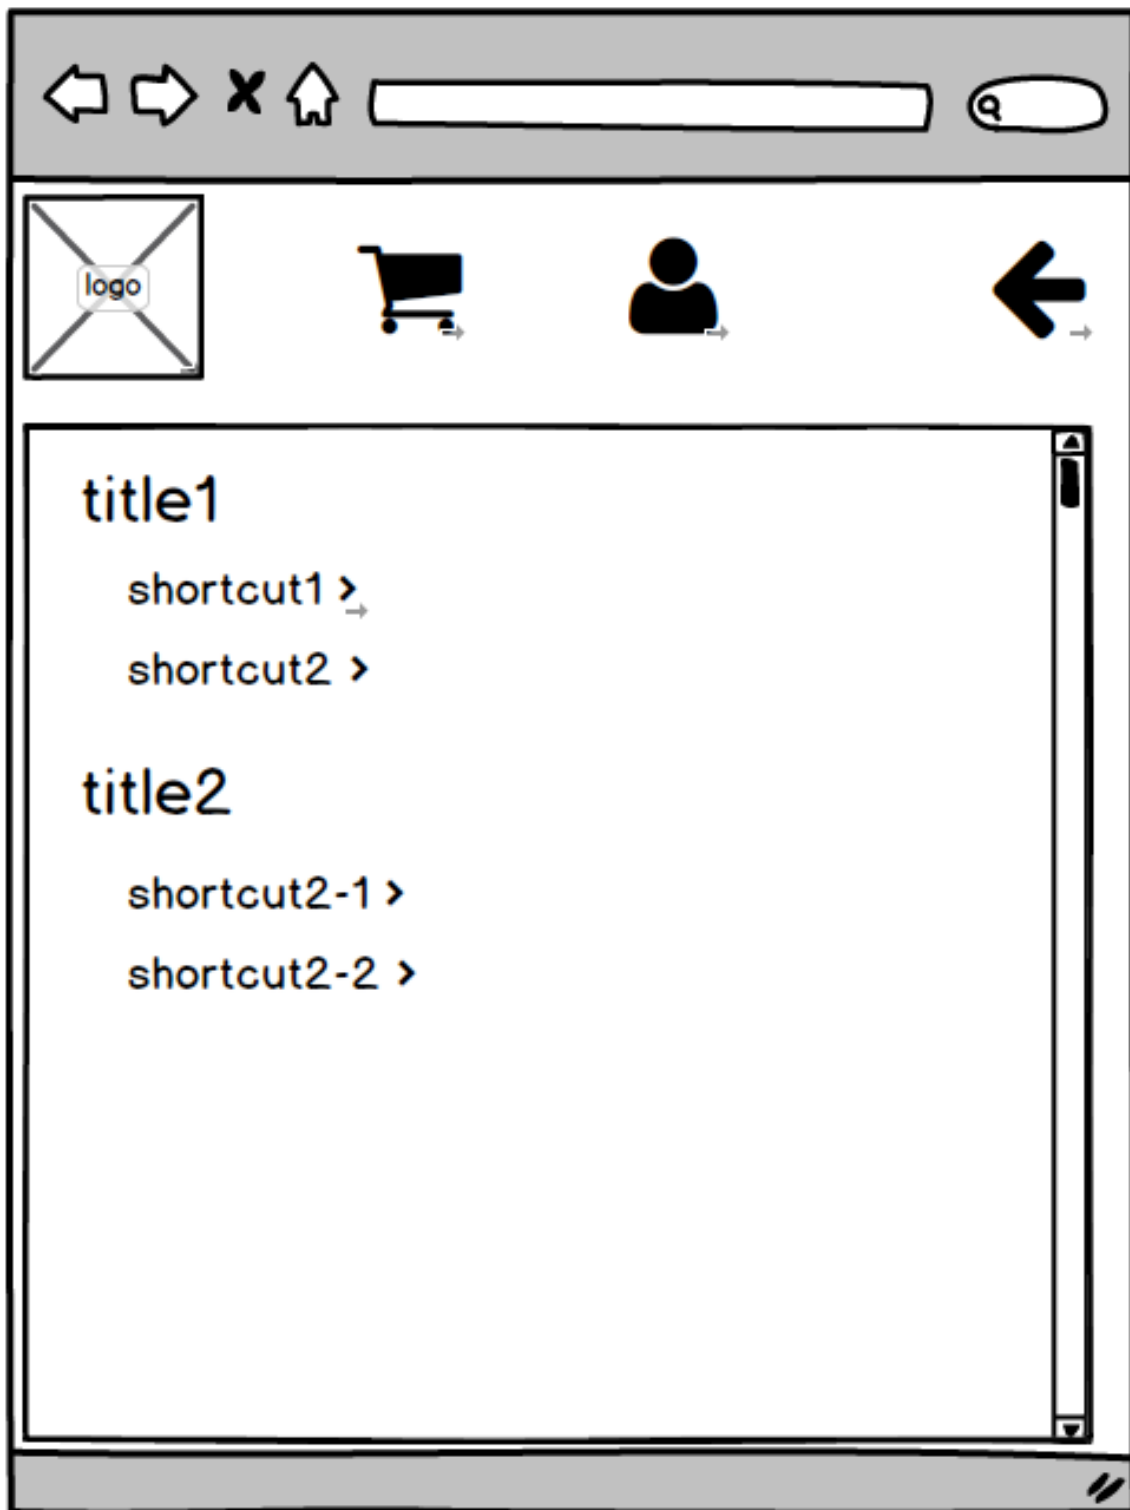 logo
title1
shortcut1 >
shortcut2 >
title2
shortcut2-1 >
shortcut2-2 >